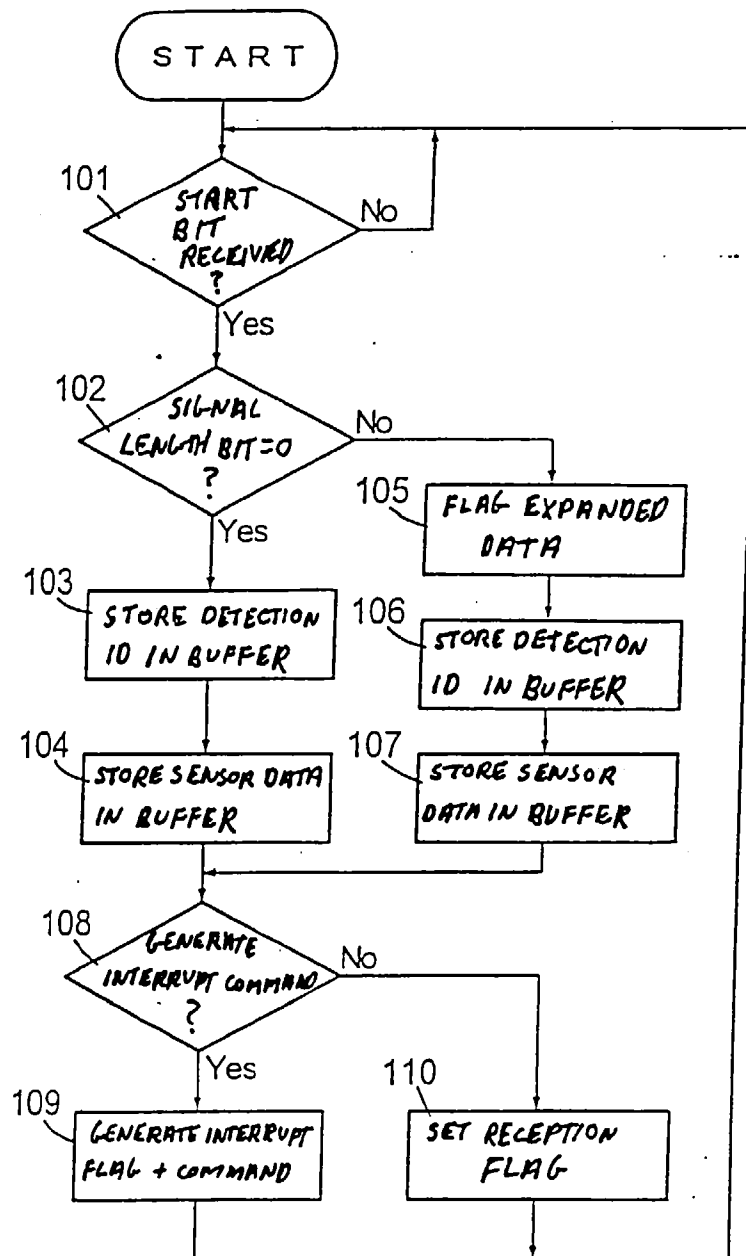 START
101
START
BIT
RECEIVED
?
No
Yes
102
SIGNAL
LENGTH BIT=0
?
No
Yes
105
FLAG EXPANDED
DATA
103
STORE DETECTION
ID IN BUFFER
106
STORE DETECTION
ID IN BUFFER
104
STORE SENSOR DATA
IN BUFFER
107
STORE SENSOR
DATA IN BUFFER
108
GENERATE
INTERRUPT COMMAND
?
No
Yes
109
GENERATE INTERRUPT
FLAG + COMMAND
110
SET RECEPTION
FLAG